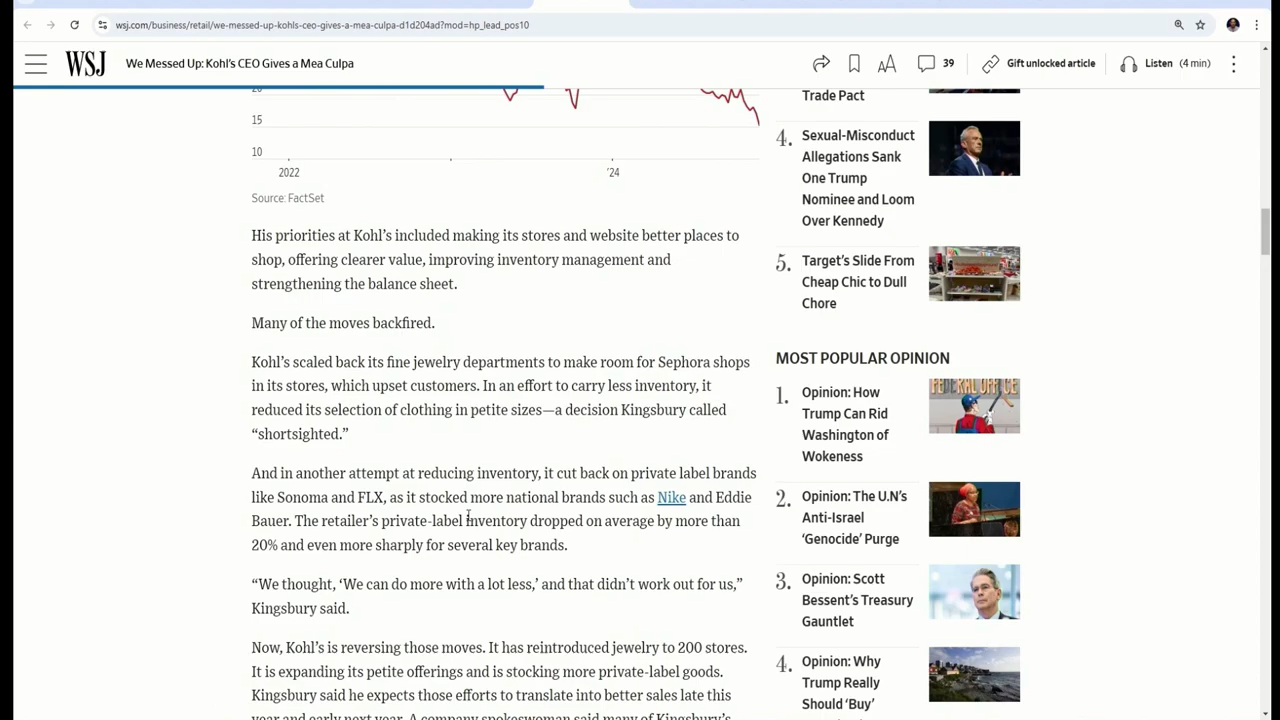 wsj.com/business/retail/we-messed-up-kohls-ceo-gives-a-mea-culpa-d1d204ad?mod=hp_lead_pos10
WSJ
We Messed Up: Kohl's CEO Gives a Mea Culpa
AA
39
Gift unlocked article
Listen (4 min)
20
15
10
2022
'24
Source: FactSet
His priorities at Kohl's included making its stores and website better places to
shop, offering clearer value, improving inventory management and
strengthening the balance sheet.
Many of the moves backfired.
Kohl's scaled back its fine jewelry departments to make room for Sephora shops
in its stores, which upset customers. In an effort to carry less inventory, it
reduced its selection of clothing in petite sizes—a decision Kingsbury called
“shortsighted.”
And in another attempt at reducing inventory, it cut back on private label brands
like Sonoma and FLX, as it stocked more national brands such as Nike and Eddie
Bauer. The retailer's private-label inventory dropped on average by more than
20% and even more sharply for several key brands.
“We thought, ‘We can do more with a lot less,’ and that didn't work out for us,”
Kingsbury said.
Now, Kohl's is reversing those moves. It has reintroduced jewelry to 200 stores.
It is expanding its petite offerings and is stocking more private-label goods.
Kingsbury said he expects those efforts to translate into better sales late this
year and early next year. A company spokeswoman said many of Kingsbury's
Trade Pact
4.
Sexual-Misconduct
Allegations Sank
One Trump
Nominee and Loom
Over Kennedy
5.
Target's Slide From
Cheap Chic to Dull
Chore
MOST POPULAR OPINION
1.
Opinion: How
Trump Can Rid
Washington of
Wokeness
FEDERAL OFFICE
2.
Opinion: The U.N's
Anti-Israel
‘Genocide’ Purge
3.
Opinion: Scott
Bessent's Treasury
Gauntlet
4.
Opinion: Why
Trump Really
Should ‘Buy’